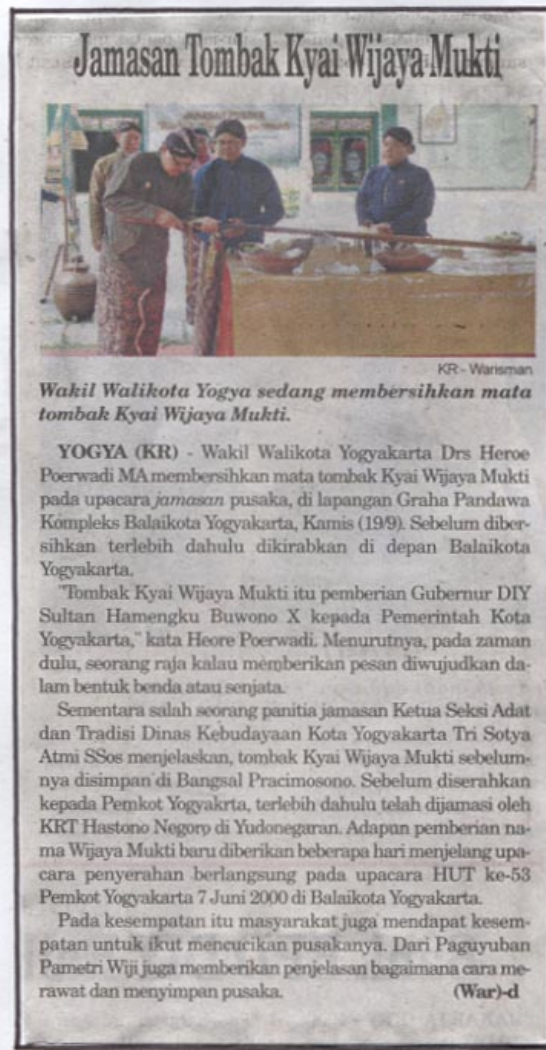 Jamasan Tombak Kyai Wijaya Mukti
KR - Warisman
Wakil Walikota Yogya sedang membersihkan mata
tombak Kyai Wijaya Mukti.
YOGYA (KR) - Wakil Walikota Yogyakarta Drs Heroe
Poerwadi MA membersihkan mata tombak Kyai Wijaya Mukti
pada upacara jamasan pusaka, di lapangan Graha Pandawa
Kompleks Balaikota Yogyakarta, Kamis (19/9). Sebelum diber-
sihkan terlebih dahulu dikirabkan di depan Balaikota
Yogyakarta.
"Tombak Kyai Wijaya Mukti itu pemberian Gubernur DIY
Sultan Hamengku Buwono X kepada Pemerintah Kota
Yogyakarta," kata Heore Poerwadi. Menurutnya, pada zaman
dulu, seorang raja kalau memberikan pesan diwujudkan da-
lam bentuk benda atau senjata.
Sementara salah seorang panitia jamasan Ketua Seksi Adat
dan Tradisi Dinas Kebudayaan Kota Yogyakarta Tri Sotya
Atmi SSos menjelaskan, tombak Kyai Wijaya Mukti sebelum-
nya disimpan di Bangsal Pracimosono. Sebelum diserahkan
kepada Pemkot Yogyakrta, terlebih dahulu telah dijamasi oleh
KRT Hastono Negoro di Yudonegaran. Adapun pemberian na-
ma Wijaya Mukti baru diberikan beberapa hari menjelang upa-
cara penyerahan berlangsung pada upacara HUT ke-53
Pemkot Yogyakarta 7 Juni 2000 di Balaikota Yogyakarta.
Pada kesempatan itu masyarakat juga mendapat kesem-
patan untuk ikut mencucikan pusakanya. Dari Paguyuban
Pametri Wiji juga memberikan penjelasan bagaimana cara me-
rawat dan menyimpan pusaka. (War)-d